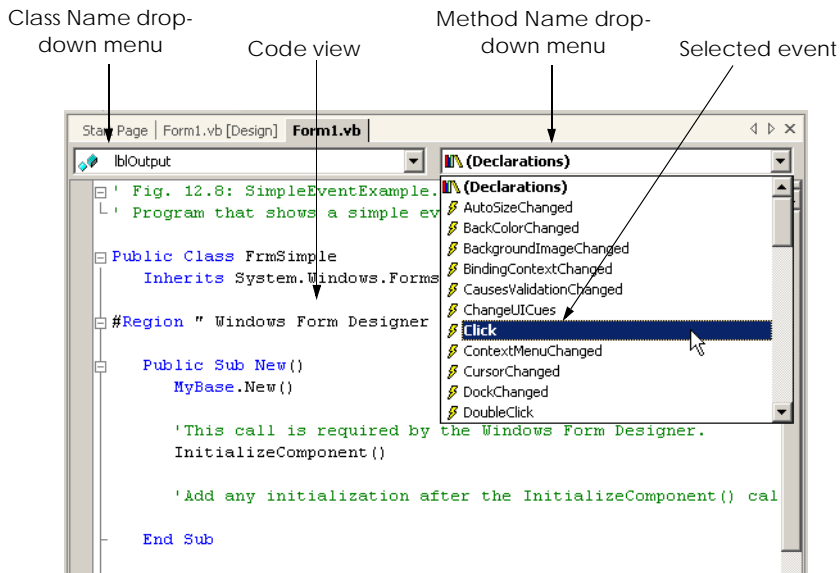 Class Name drop-
down menu
Code view
Method Name drop-
down menu
Selected event
Start Page
Form1.vb [Design]
Form1.vb
lblOutput
(Declarations)
(Declarations)
AutoSizeChanged
BackColorChanged
BackgroundImageChanged
BindingContextChanged
CausesValidationChanged
ChangeUICues
Click
ContextMenuChanged
CursorChanged
DockChanged
DoubleClick
' Fig. 12.8: SimpleEventExample.
' Program that shows a simple ev
Public Class FrmSimple
Inherits System.Windows.Forms
#Region " Windows Form Designer
Public Sub New()
MyBase.New()
'This call is required by the Windows Form Designer.
InitializeComponent()
'Add any initialization after the InitializeComponent() cal
End Sub